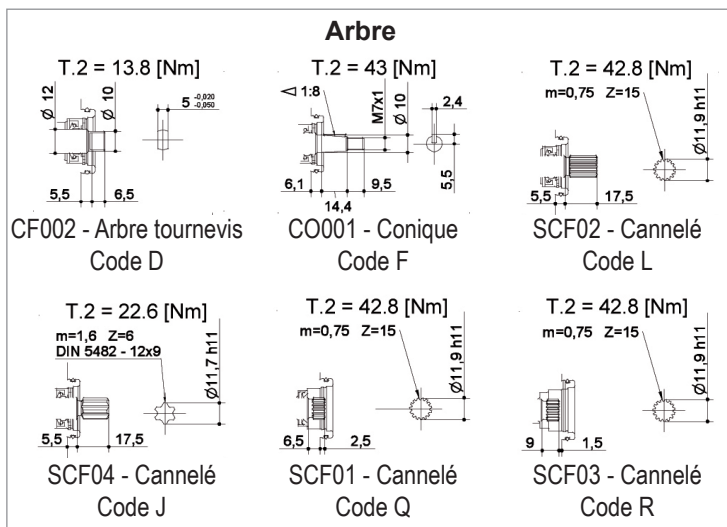 Arbre
T.2 = 13.8 [Nm]
Ø 12
Ø 10
5 -0,020
-0,050
5,5
6,5
CF002 - Arbre tournevis
Code D
T.2 = 43 [Nm]
1:8
M7x1
Ø 10
2,4
6,1
14,4
9,5
5,5
CO001 - Conique
Code F
T.2 = 42.8 [Nm]
m=0,75 Z=15
Ø11,9 h11
5,5
17,5
SCF02 - Cannelé
Code L
T.2 = 22.6 [Nm]
m=1,6 Z=6
DIN 5482 - 12x9
Ø11,7 h11
5,5
17,5
SCF04 - Cannelé
Code J
T.2 = 42.8 [Nm]
m=0,75 Z=15
Ø11,9 h11
6,5
2,5
SCF01 - Cannelé
Code Q
T.2 = 42.8 [Nm]
m=0,75 Z=15
Ø11,9 h11
9
1,5
SCF03 - Cannelé
Code R